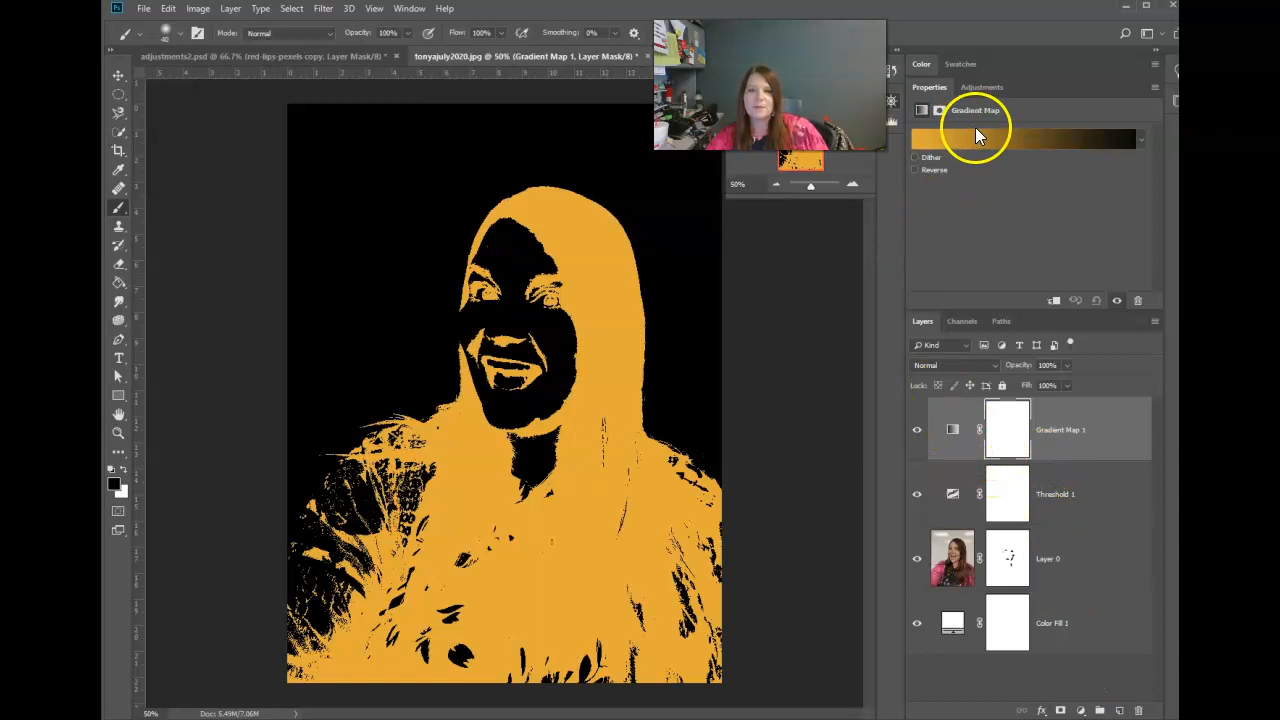 Ps File Edit Image Layer Type Select Filter 3D View Window Help
40 Mode: Normal Opacity: 100% Flow: 100% Smoothing: 0%
adjustments2.psd @ 66.7% (red-lips-pixels copy, Layer Mask/8) * × tonyajuly2020.jpg @ 50% (Gradient Map 1, Layer Mask/8) * ×
Color Swatches
Properties Adjustments
Gradient Map
Dither
Reverse
50%
Layers Channels Paths
Kind
Normal Opacity: 100%
Lock: Fill: 100%
Gradient Map 1
Threshold 1
Layer 0
Color Fill 1
50% Doc: 5.49M/7.06M